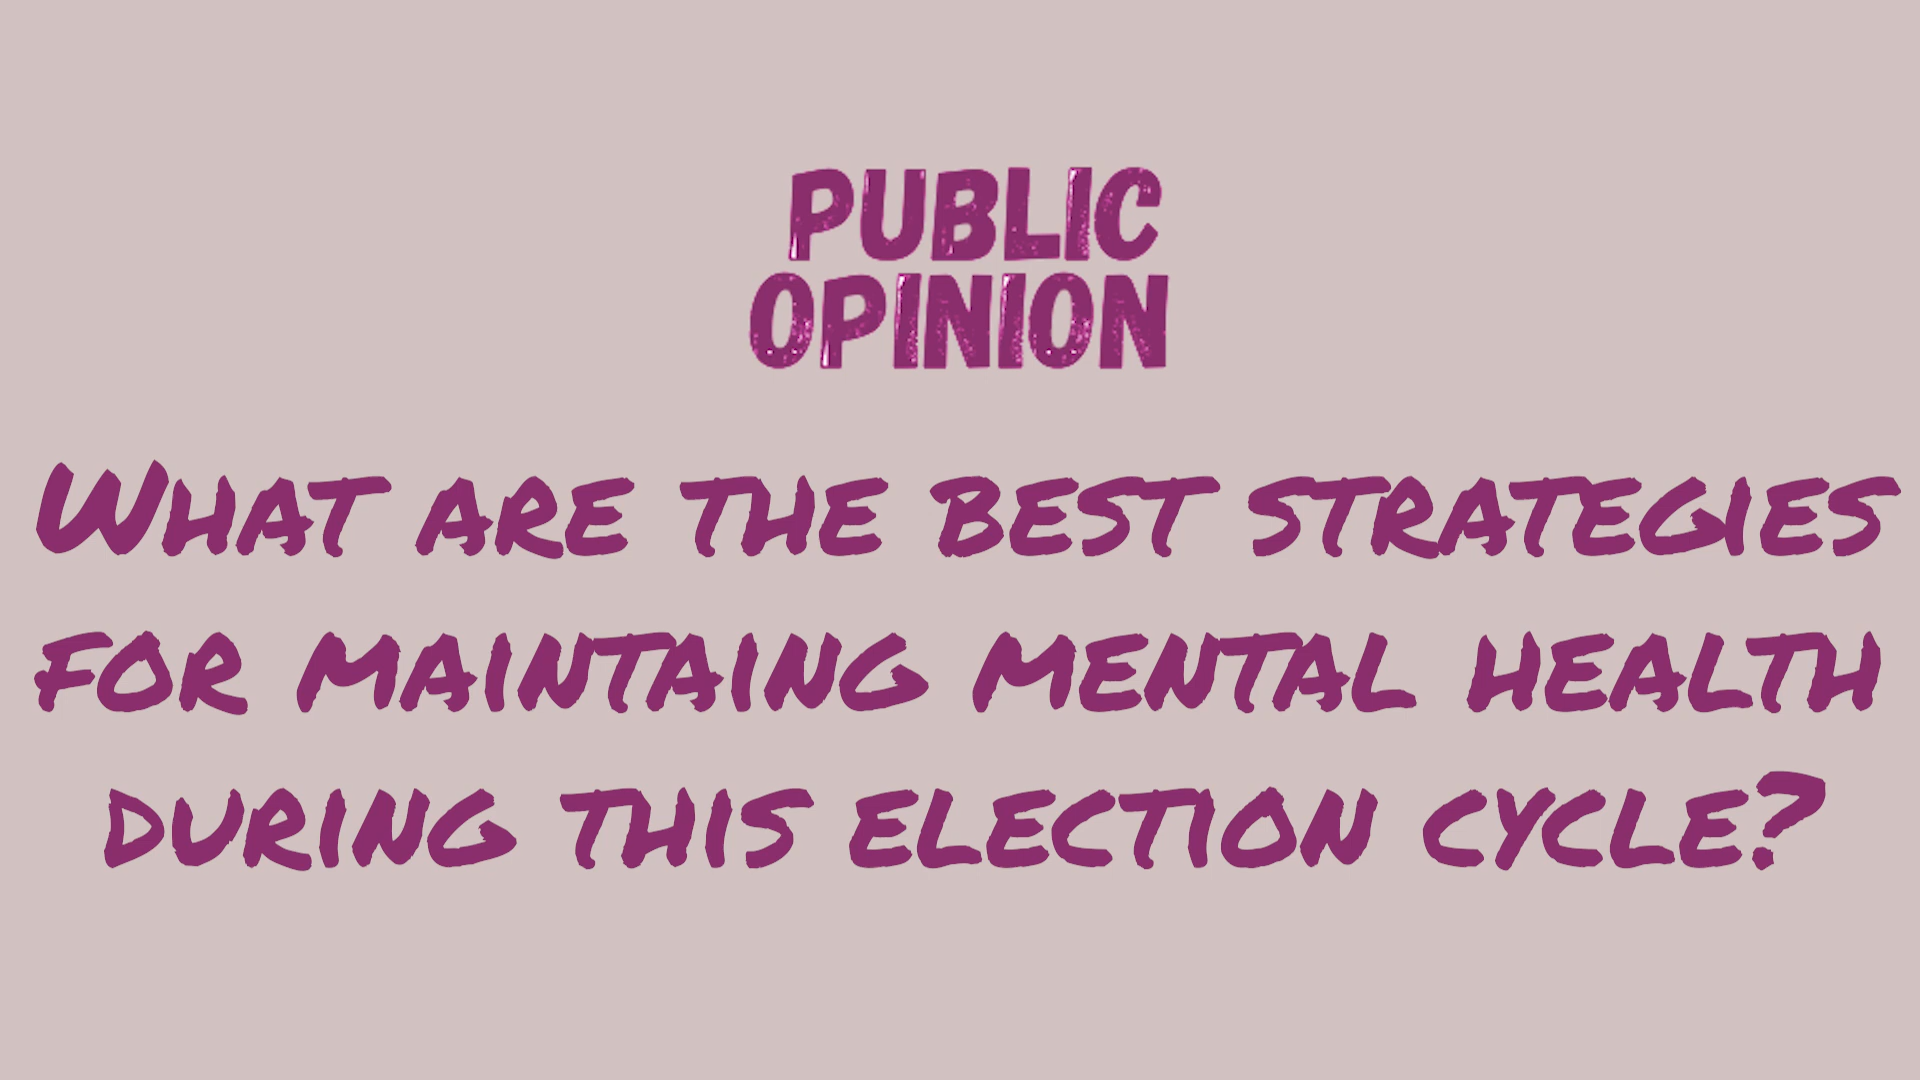 PUBLIC
OPINION
WHAT ARE THE BEST STRATEGIES
FOR MAINTAING MENTAL HEALTH
DURING THIS ELECTION CYCLE?